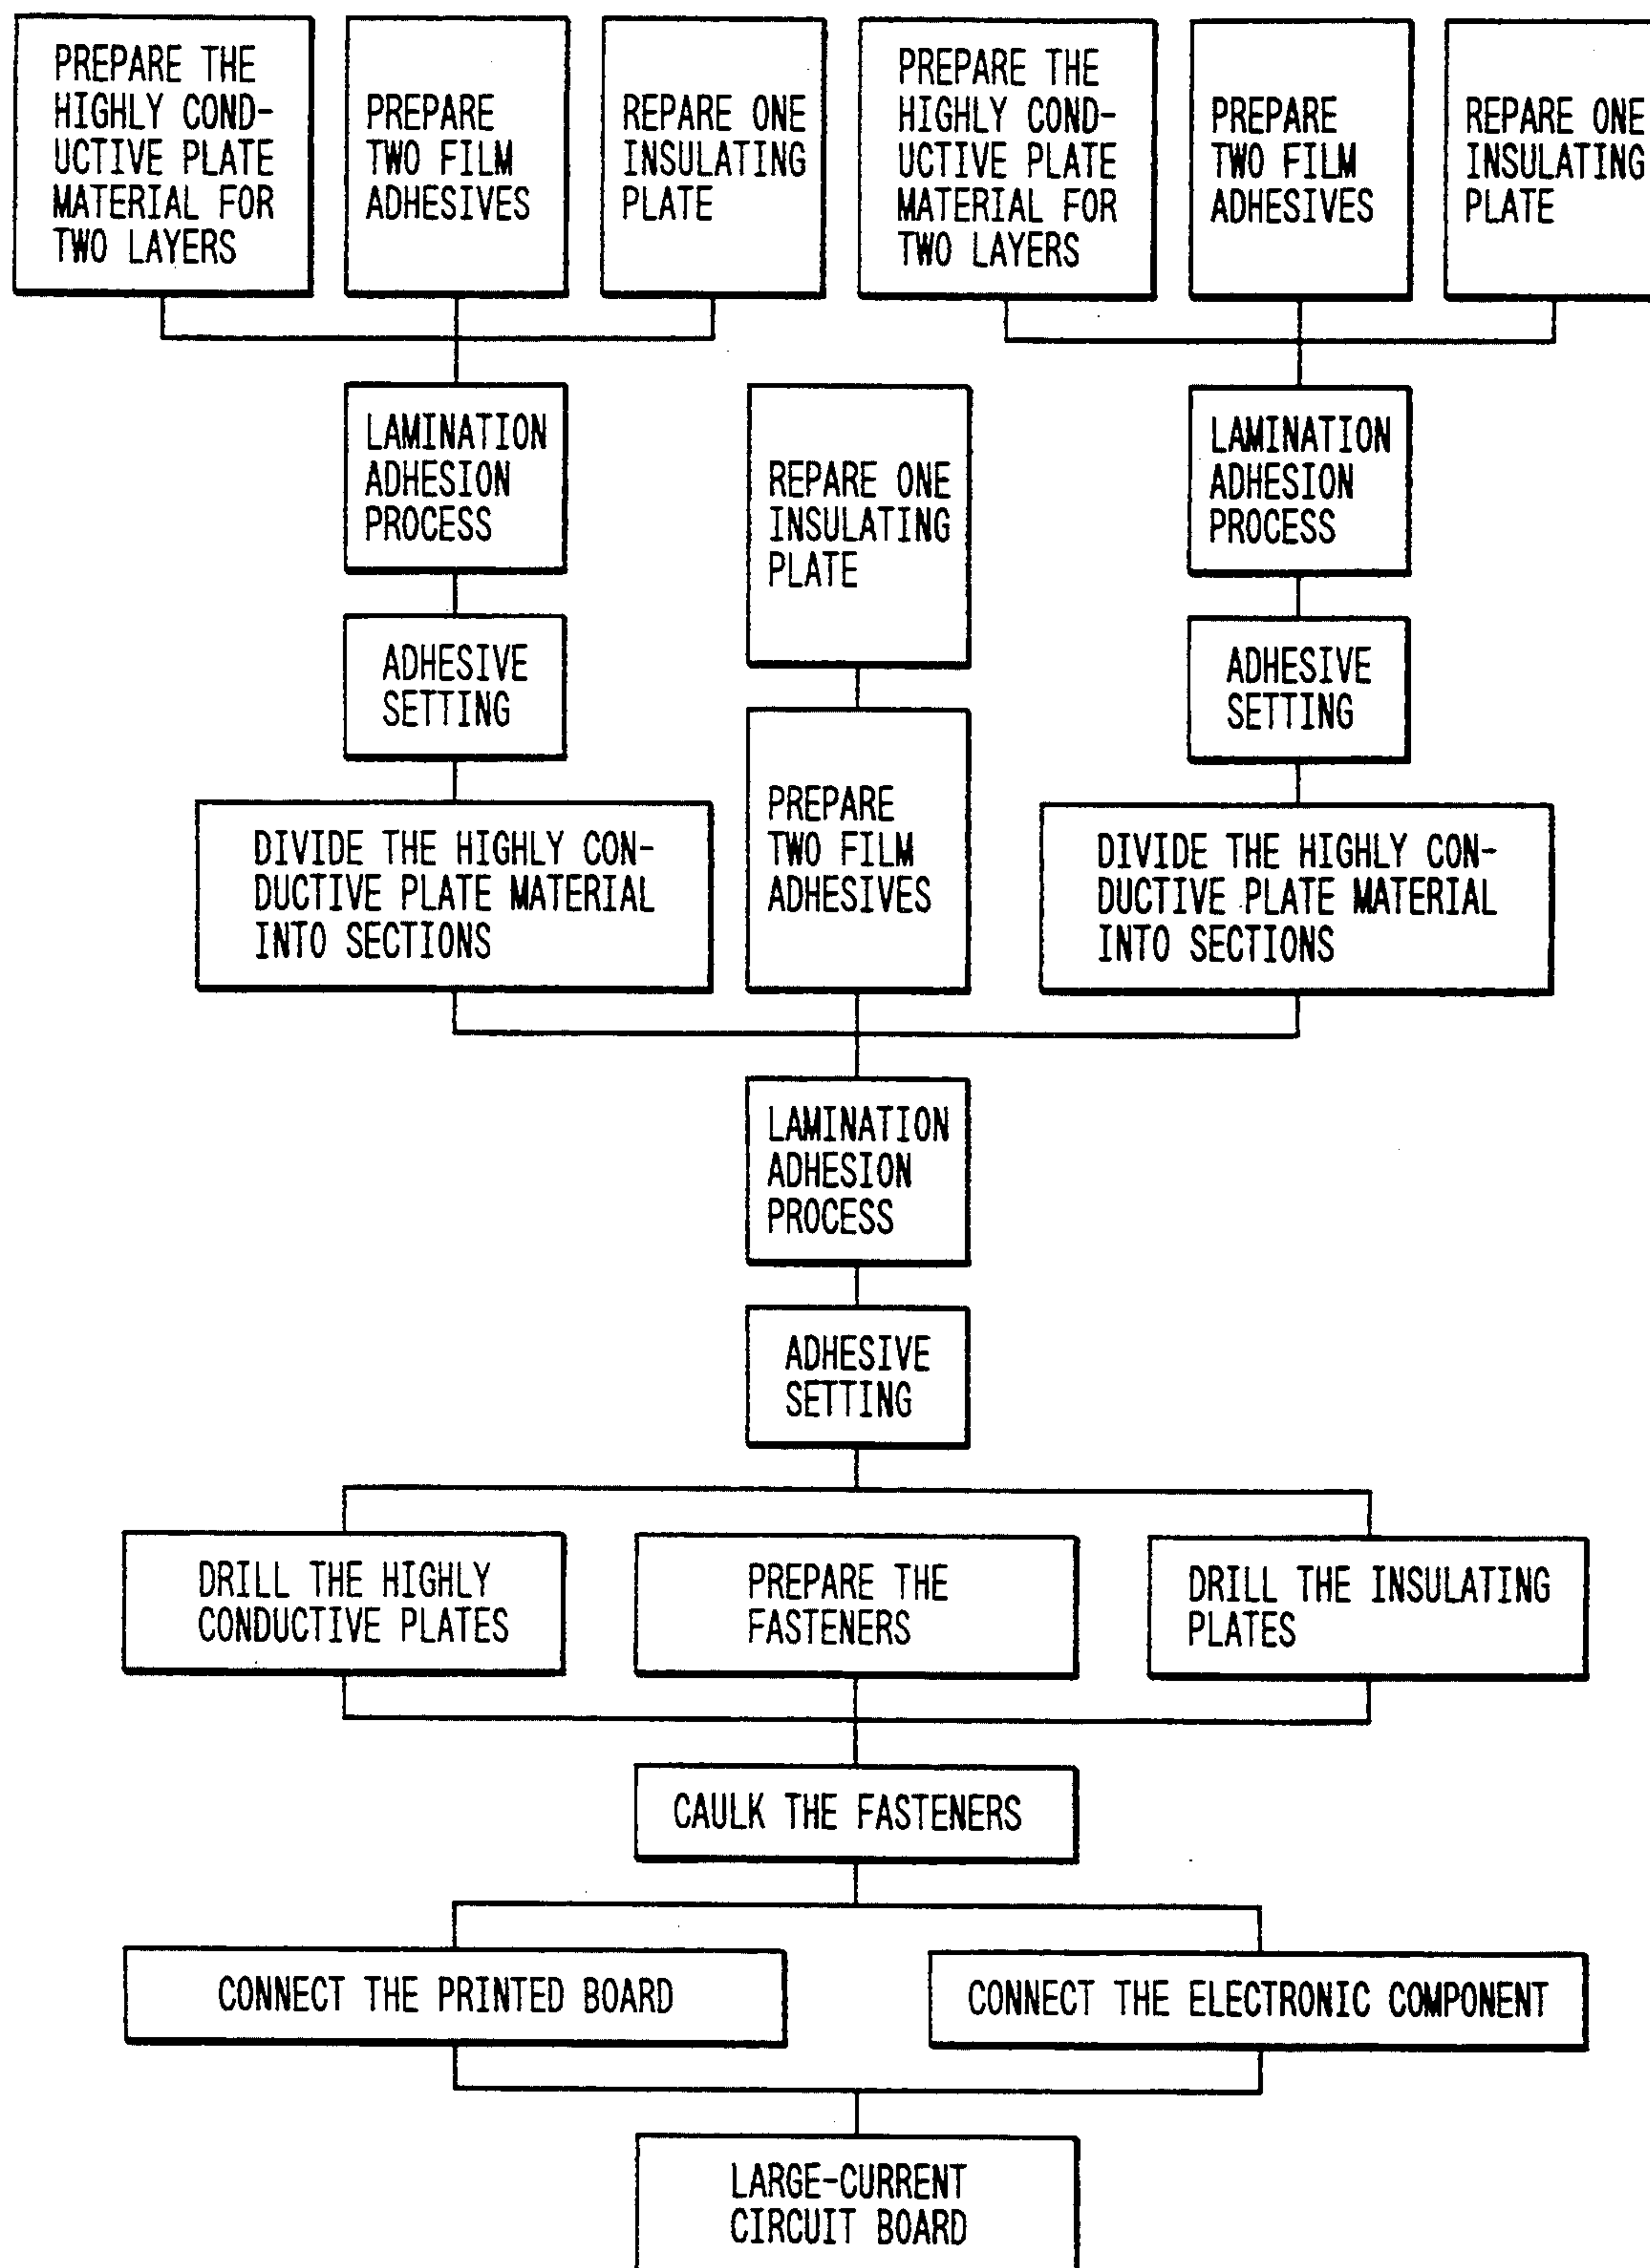 PREPARE THE
HIGHLY COND-
UCTIVE PLATE
MATERIAL FOR
TWO LAYERS
PREPARE
TWO FILM
ADHESIVES
REPARE ONE
INSULATING
PLATE
PREPARE THE
HIGHLY COND-
UCTIVE PLATE
MATERIAL FOR
TWO LAYERS
PREPARE
TWO FILM
ADHESIVES
REPARE ONE
INSULATING
PLATE
LAMINATION
ADHESION
PROCESS
REPARE ONE
INSULATING
PLATE
LAMINATION
ADHESION
PROCESS
ADHESIVE
SETTING
ADHESIVE
SETTING
DIVIDE THE HIGHLY CON-
DUCTIVE PLATE MATERIAL
INTO SECTIONS
PREPARE
TWO FILM
ADHESIVES
DIVIDE THE HIGHLY CON-
DUCTIVE PLATE MATERIAL
INTO SECTIONS
LAMINATION
ADHESION
PROCESS
ADHESIVE
SETTING
DRILL THE HIGHLY
CONDUCTIVE PLATES
PREPARE THE
FASTENERS
DRILL THE INSULATING
PLATES
CAULK THE FASTENERS
CONNECT THE PRINTED BOARD
CONNECT THE ELECTRONIC COMPONENT
LARGE-CURRENT
CIRCUIT BOARD